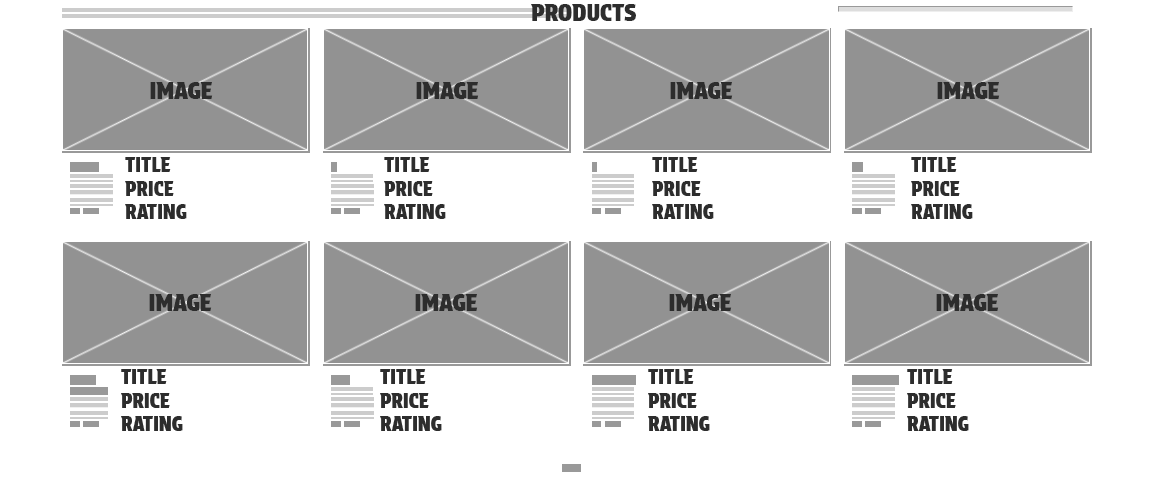 PRODUCTS
IMAGE IMAGE IMAGE IMAGE
TITLE TITLE TITLE TITLE
PRICE PRICE PRICE PRICE
RATING RATING RATING RATING
IMAGE IMAGE IMAGE IMAGE
TITLE TITLE TITLE TITLE
PRICE PRICE PRICE PRICE
RATING RATING RATING RATING